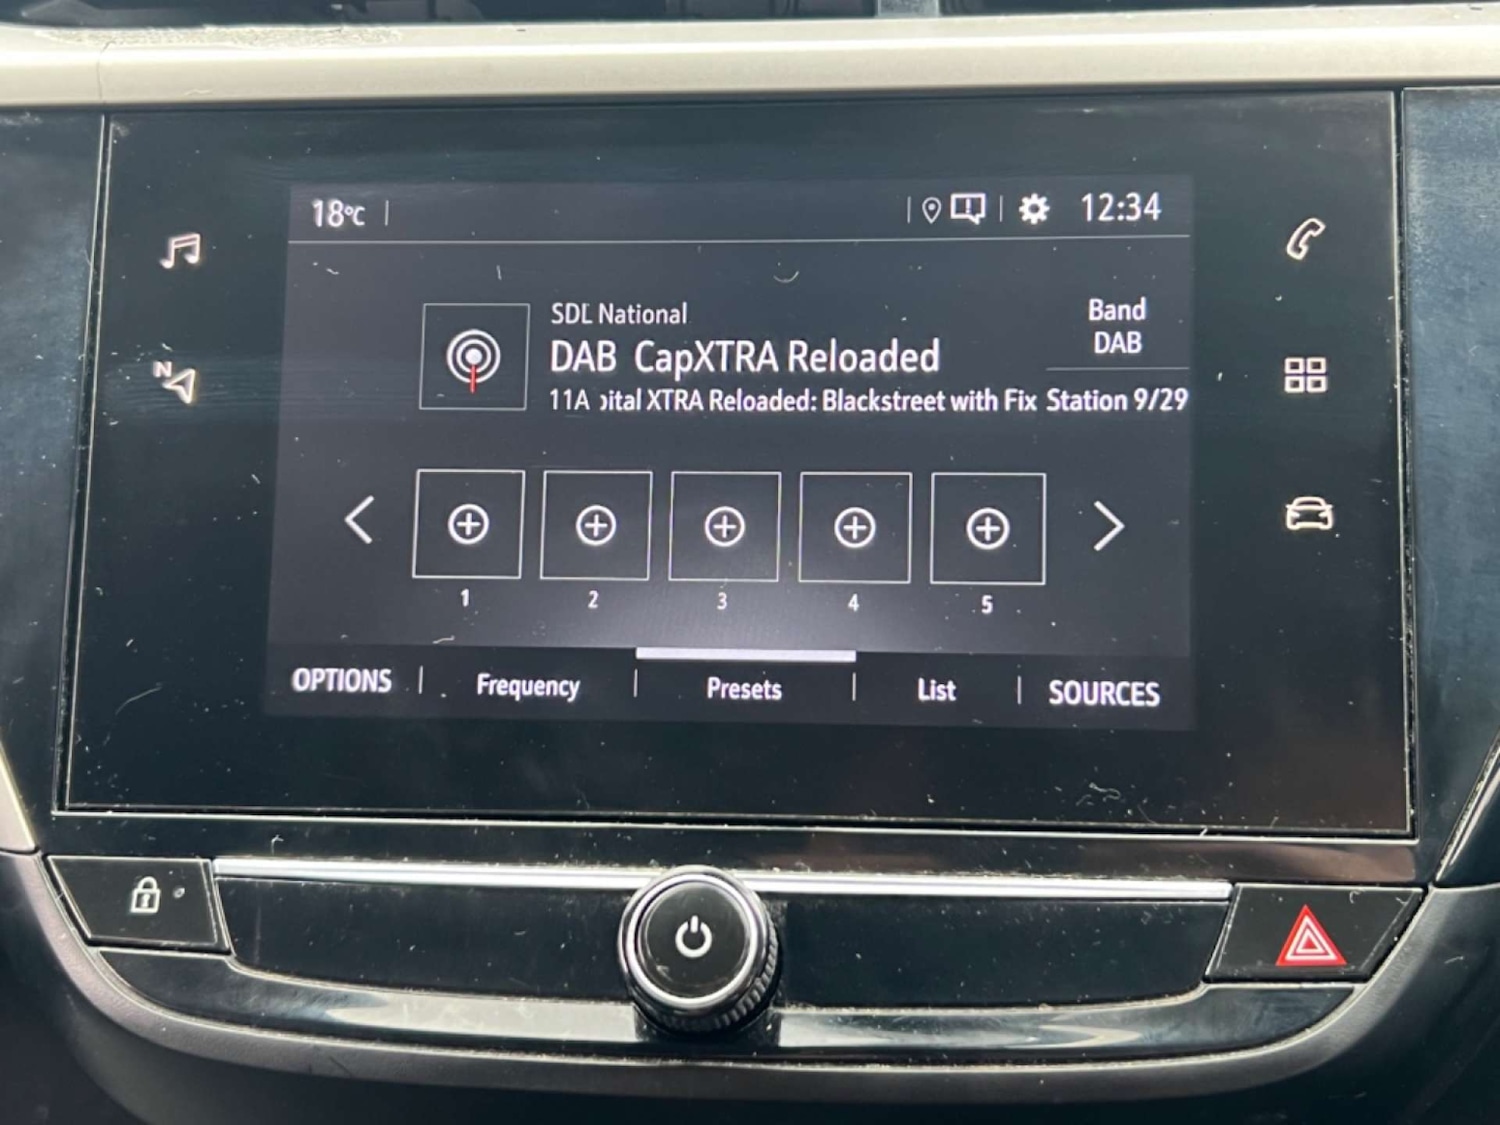 18°C
12:34
SDL National
DAB CapXTRA Reloaded
11A ɔital XTRA Reloaded: Blackstreet with Fix
Band
DAB
Station 9/29
N
1 2 3 4 5
OPTIONS Frequency Presets List SOURCES